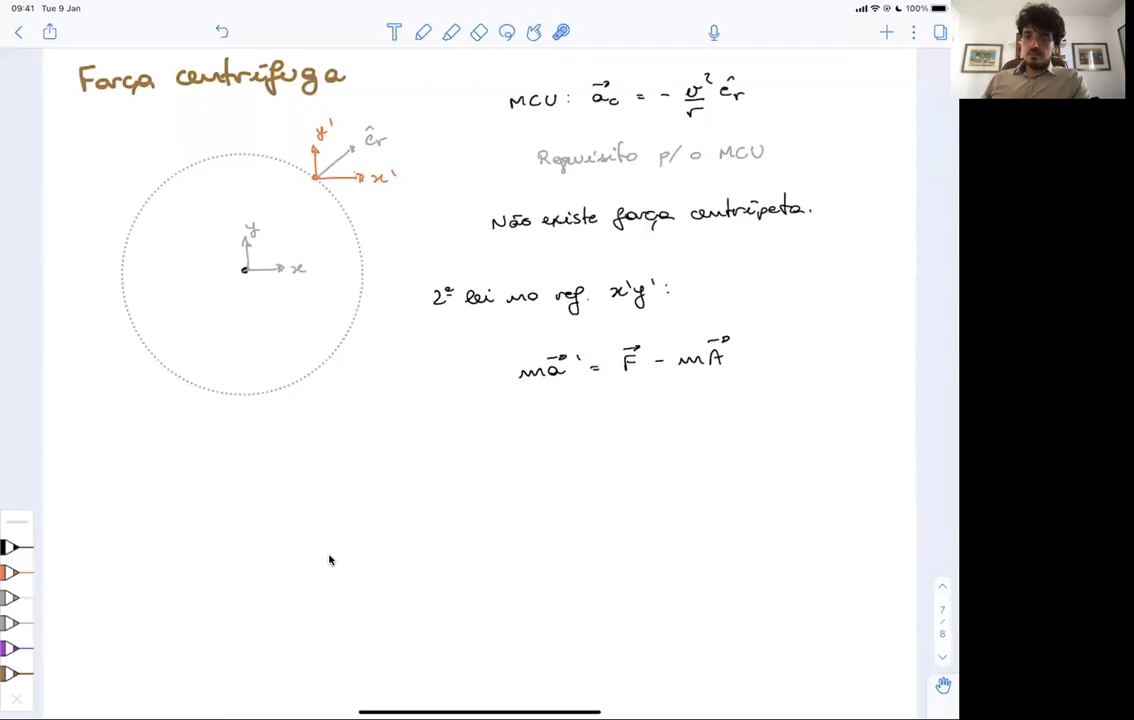 09:41 Tue 9 Jan
100%
Força centrífuga
MCU: a⃗c = - v²/r êr
Requisito p/ o MCU
Não existe força centrípeta.
2ª lei no ref. x'y':
ma⃗' = F⃗ - mA⃗
y'
êr
x'
y
x
T
7
/
8